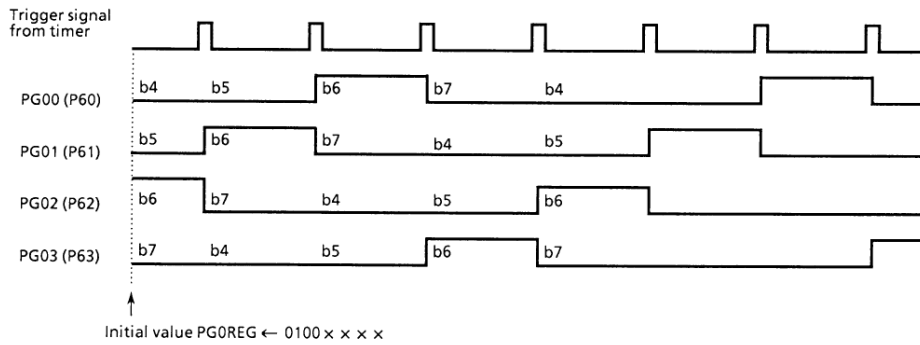 Trigger signal
from timer
PG00 (P60) b4 b5 b6 b7 b4
PG01 (P61) b5 b6 b7 b4 b5
PG02 (P62) b6 b7 b4 b5 b6
PG03 (P63) b7 b4 b5 b6 b7
Initial value PG0REG ← 0100××××